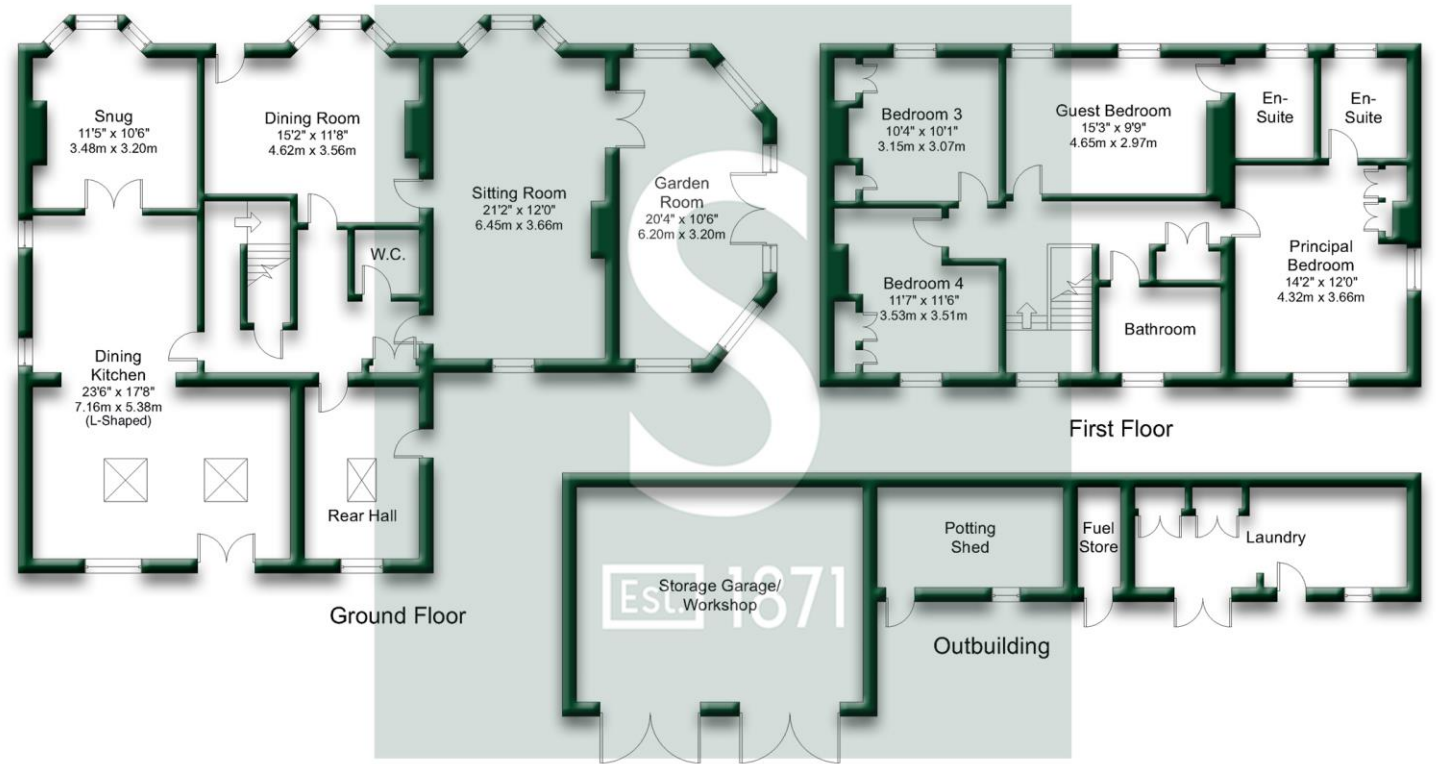 Snug
11'5" x 10'6"
3.48m x 3.20m
Dining Room
15'2" x 11'8"
4.62m x 3.56m
Sitting Room
21'2" x 12'0"
6.45m x 3.66m
Garden
Room
20'4" x 10'6"
6.20m x 3.20m
W.C.
Dining
Kitchen
23'6" x 17'8"
7.16m x 5.38m
(L-Shaped)
Rear Hall
Ground Floor
Bedroom 3
10'4" x 10'1"
3.15m x 3.07m
Guest Bedroom
15'3" x 9'9"
4.65m x 2.97m
En-
Suite
En-
Suite
Bedroom 4
11'7" x 11'6"
3.53m x 3.51m
Principal
Bedroom
14'2" x 12'0"
4.32m x 3.66m
Bathroom
First Floor
Storage Garage/
Workshop
Potting
Shed
Fuel
Store
Laundry
Outbuilding
S
Est. 1871